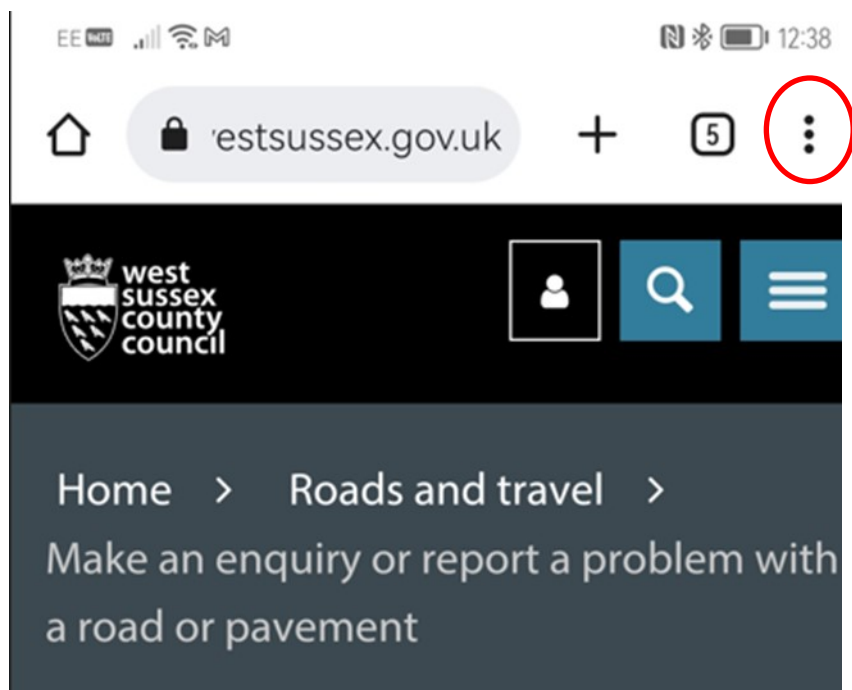 EE VoLTE 12:38
'estsussex.gov.uk 5
west
sussex
county
council
Home > Roads and travel >
Make an enquiry or report a problem with
a road or pavement